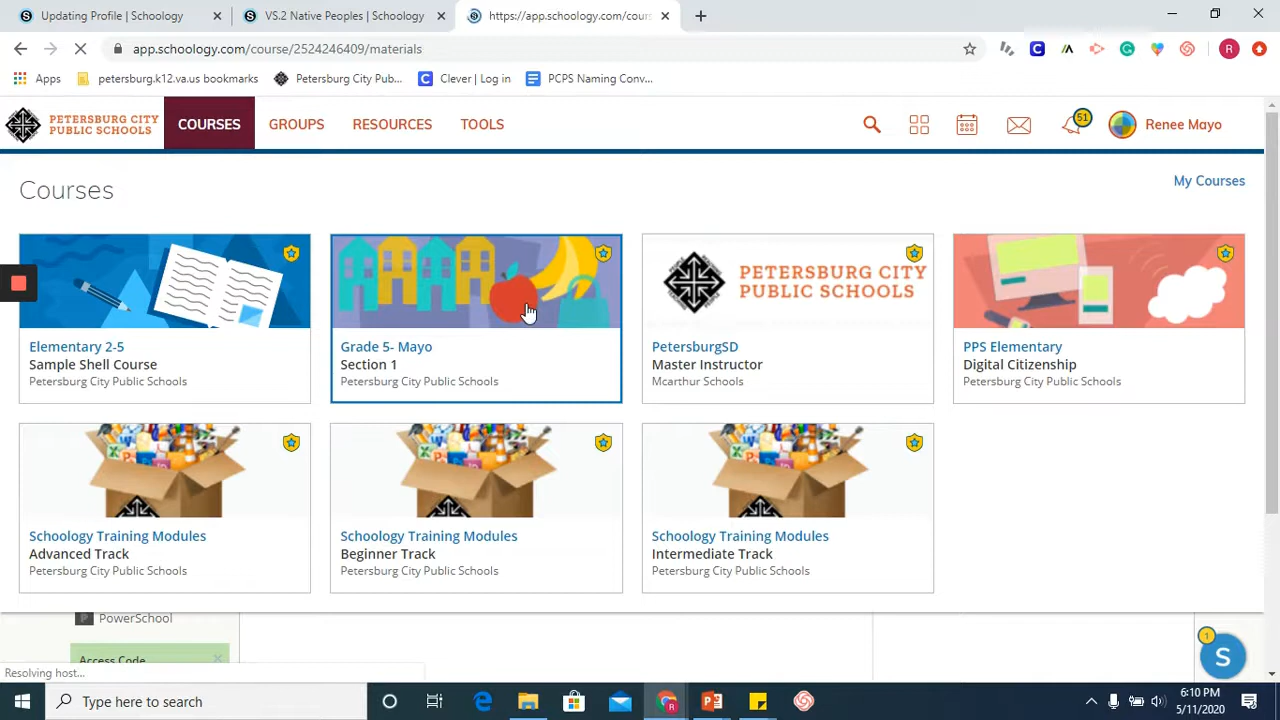 Updating Profile | Schoology
VS.2 Native Peoples | Schoology
https://app.schoology.com/cour
app.schoology.com/course/2524246409/materials
Apps
petersburg.k12.va.us bookmarks
Petersburg City Pub...
Clever | Log in
PCPS Naming Conv...
PETERSBURG CITY
PUBLIC SCHOOLS
COURSES
GROUPS
RESOURCES
TOOLS
51
Renee Mayo
Courses
My Courses
PETERSBURG CITY
PUBLIC SCHOOLS
Elementary 2-5
Sample Shell Course
Petersburg City Public Schools
Grade 5- Mayo
Section 1
Petersburg City Public Schools
PetersburgSD
Master Instructor
Mcarthur Schools
PPS Elementary
Digital Citizenship
Petersburg City Public Schools
Schoology Training Modules
Advanced Track
Petersburg City Public Schools
Schoology Training Modules
Beginner Track
Petersburg City Public Schools
Schoology Training Modules
Intermediate Track
Petersburg City Public Schools
PowerSchool
Access Code
1
S
Resolving host...
Type here to search
6:10 PM
5/11/2020